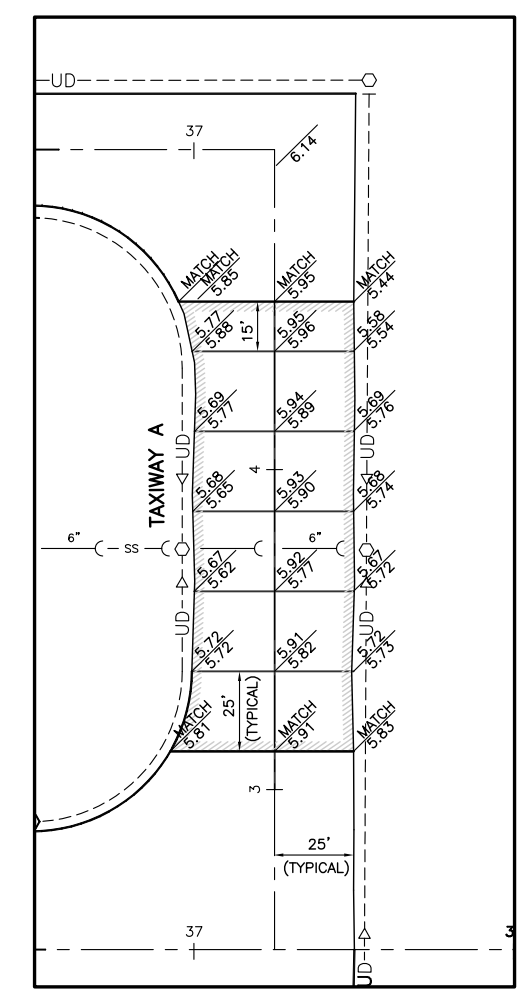 UD
37
6.14
MATCH
MATCH
5.85
MATCH
5.95
MATCH
5.44
5.77
5.88
15'
5.95
5.96
5.58
5.54
5.69
5.77
5.94
5.89
5.69
5.76
TAXIWAY A
UD
4
UD
5.68
5.65
5.93
5.90
5.68
5.74
6"
SS
6"
5.67
5.62
5.92
5.77
5.67
5.72
UD
UD
5.72
5.72
5.91
5.82
5.72
5.73
25'
(TYPICAL)
MATCH
5.81
MATCH
5.91
MATCH
5.83
3
25'
(TYPICAL)
37
3
UD